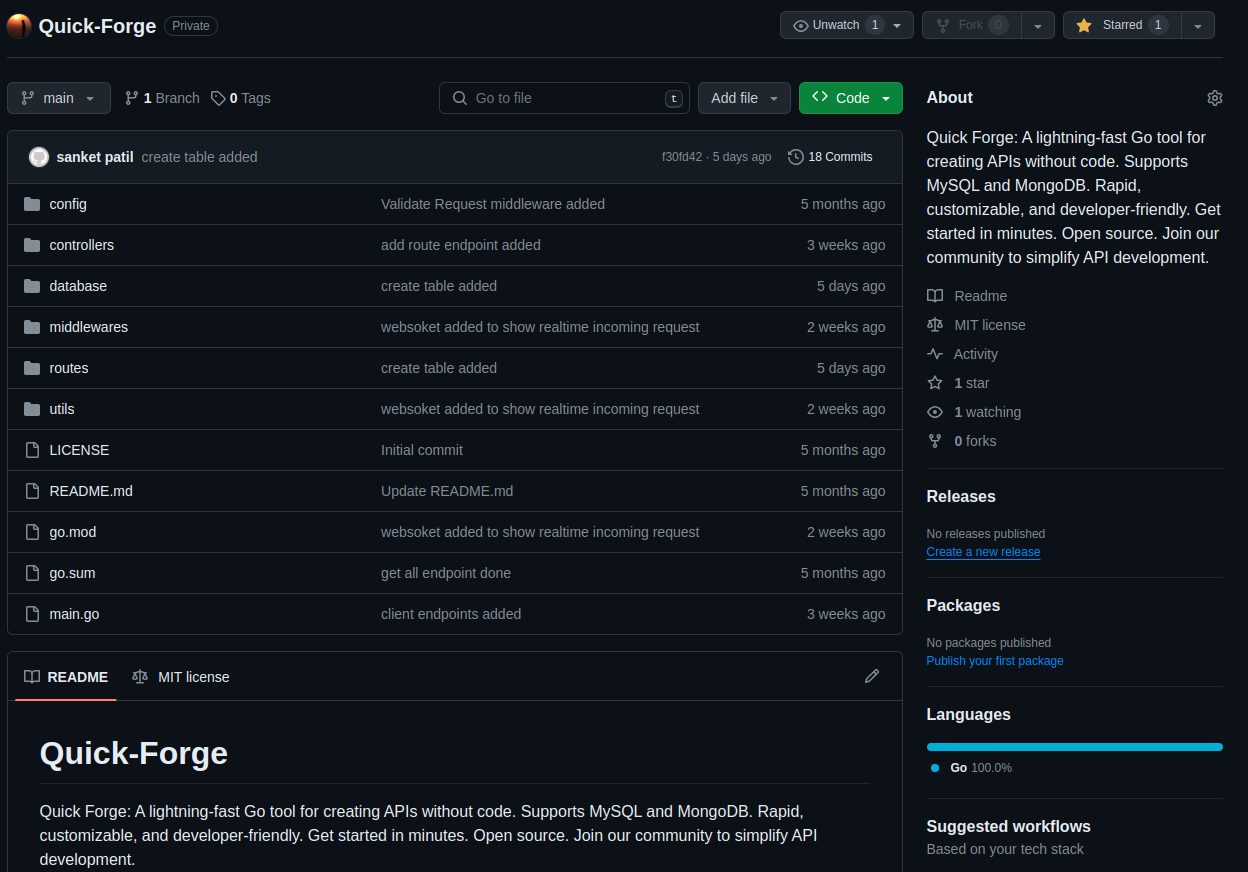 Quick-Forge Private Unwatch 1 Fork 0 Starred 1
main 1 Branch 0 Tags Go to file t Add file Code
sanket patil create table added f30fd42 · 5 days ago 18 Commits
config Validate Request middleware added 5 months ago
controllers add route endpoint added 3 weeks ago
database create table added 5 days ago
middlewares websoket added to show realtime incoming request 2 weeks ago
routes create table added 5 days ago
utils websoket added to show realtime incoming request 2 weeks ago
LICENSE Initial commit 5 months ago
README.md Update README.md 5 months ago
go.mod websoket added to show realtime incoming request 2 weeks ago
go.sum get all endpoint done 5 months ago
main.go client endpoints added 3 weeks ago
README MIT license
Quick-Forge
Quick Forge: A lightning-fast Go tool for creating APIs without code. Supports MySQL and MongoDB. Rapid,
customizable, and developer-friendly. Get started in minutes. Open source. Join our community to simplify API
development.
About
Quick Forge: A lightning-fast Go tool for
creating APIs without code. Supports
MySQL and MongoDB. Rapid,
customizable, and developer-friendly. Get
started in minutes. Open source. Join our
community to simplify API development.
Readme
MIT license
Activity
1 star
1 watching
0 forks
Releases
No releases published
Create a new release
Packages
No packages published
Publish your first package
Languages
Go 100.0%
Suggested workflows
Based on your tech stack